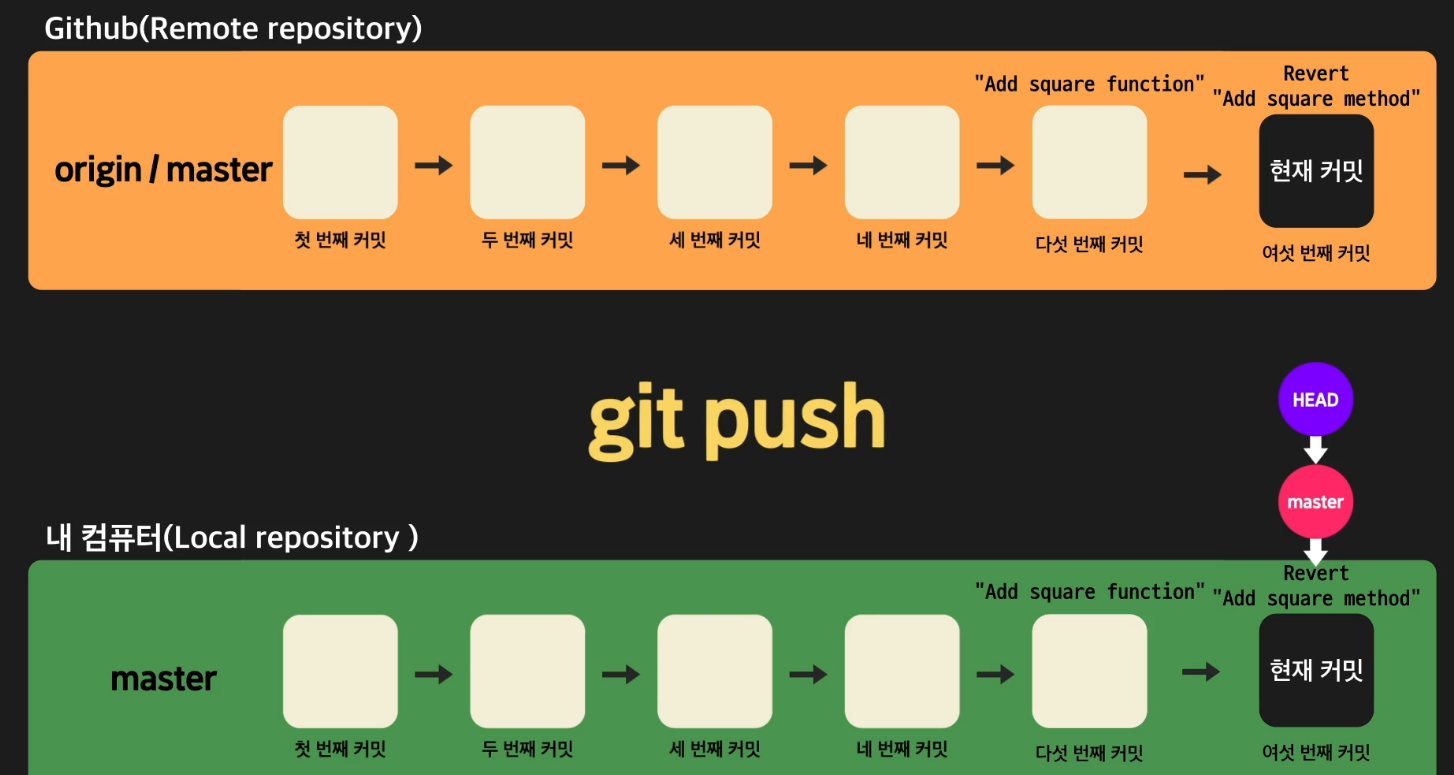 Github(Remote repository)
"Add square function"
Revert
"Add square method"
origin / master
현재 커밋
첫 번째 커밋
두 번째 커밋
세 번째 커밋
네 번째 커밋
다섯 번째 커밋
여섯 번째 커밋
git push
HEAD
master
내 컴퓨터(Local repository )
"Add square function"
Revert
"Add square method"
master
현재 커밋
첫 번째 커밋
두 번째 커밋
세 번째 커밋
네 번째 커밋
다섯 번째 커밋
여섯 번째 커밋